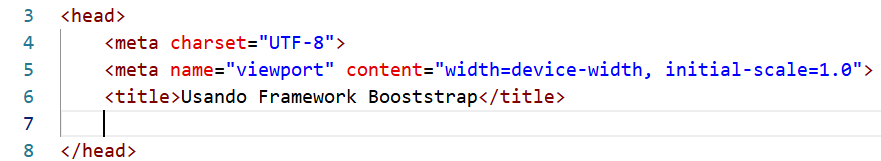 3 <head>
4 <meta charset="UTF-8">
5 <meta name="viewport" content="width=device-width, initial-scale=1.0">
6 <title>Usando Framework Booststrap</title>
7
8 </head>